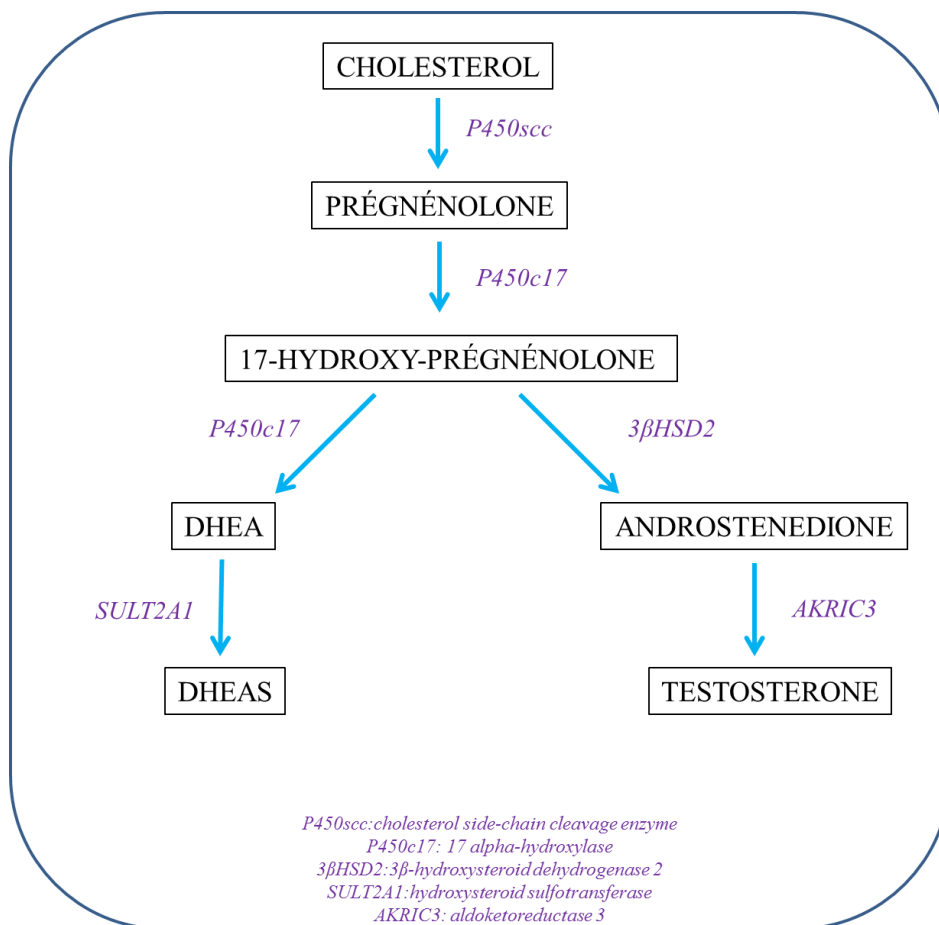 CHOLESTEROL
P450scc
PRÉGNÉNOLONE
P450c17
17-HYDROXY-PRÉGNÉNOLONE
P450c17
3βHSD2
DHEA
ANDROSTENEDIONE
SULT2A1
AKRIC3
DHEAS
TESTOSTERONE
P450scc:cholesterol side-chain cleavage enzyme
P450c17: 17 alpha-hydroxylase
3βHSD2:3β-hydroxysteroid dehydrogenase 2
SULT2A1:hydroxysteroid sulfotransferase
AKRIC3: aldoketoreductase 3